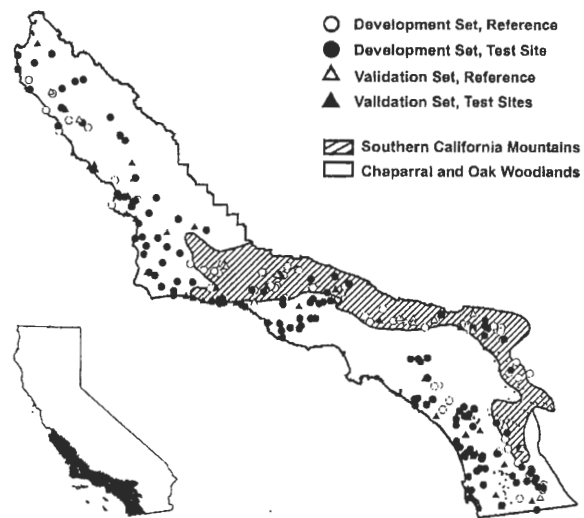 Development Set, Reference
Development Set, Test Site
Validation Set, Reference
Validation Set, Test Sites
Southern California Mountains
Chaparral and Oak Woodlands